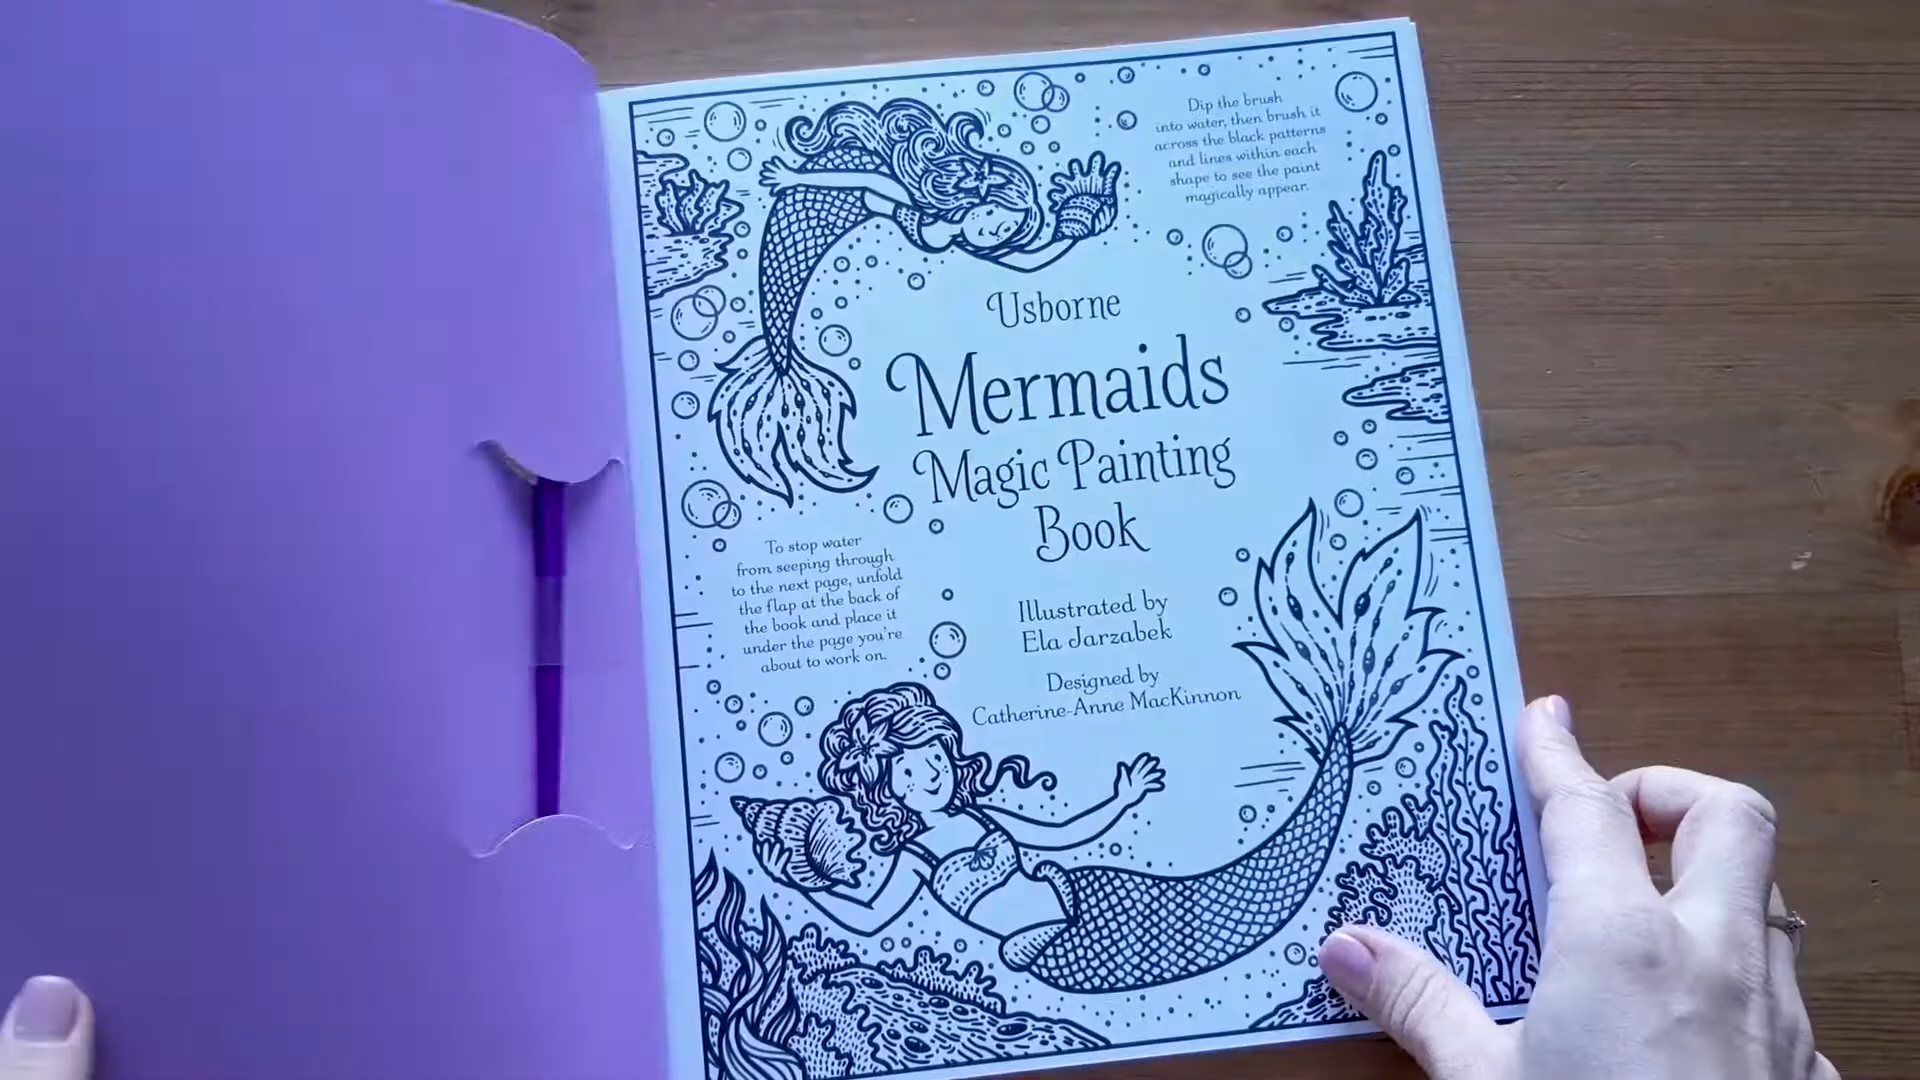 Dip the brush
into water, then brush it
across the black patterns
and lines within each
shape to see the paint
magically appear.
Usborne
Mermaids
Magic Painting
Book
To stop water
from seeping through
to the next page, unfold
the flap at the back of
the book and place it
under the page you're
about to work on.
Illustrated by
Ela Jarzabek
Designed by
Catherine-Anne MacKinnon